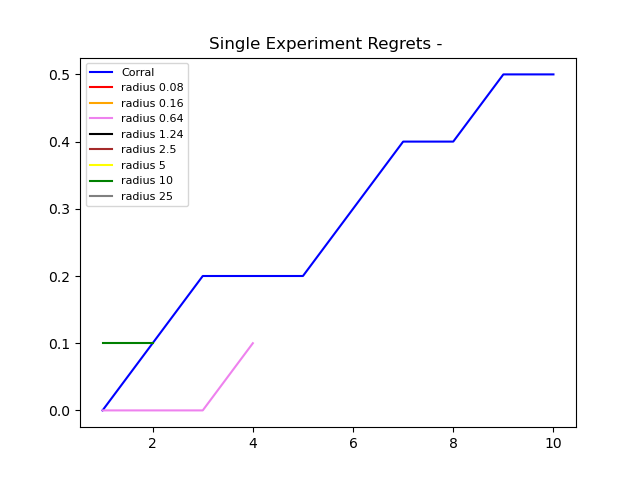 Single Experiment Regrets -
0.5
0.4
0.3
0.2
0.1
0.0
Corral
radius 0.08
radius 0.16
radius 0.64
radius 1.24
radius 2.5
radius 5
radius 10
radius 25
2 4 6 8 10